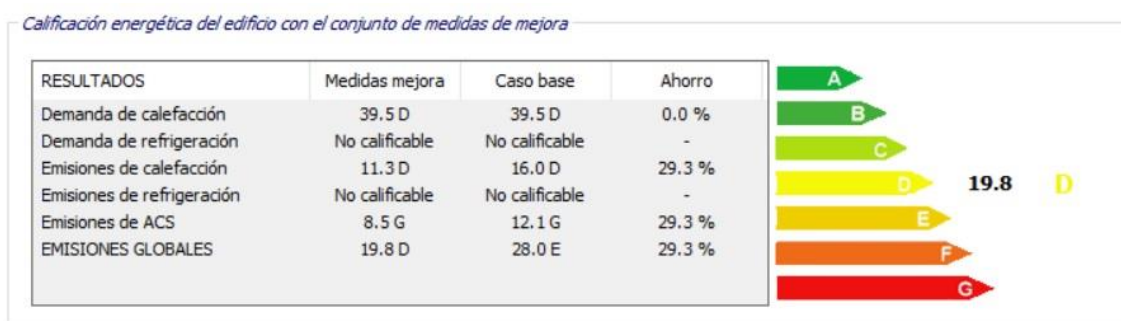 Calificación energética del edificio con el conjunto de medidas de mejora
RESULTADOS Medidas mejora Caso base Ahorro
Demanda de calefacción 39.5 D 39.5 D 0.0 %
Demanda de refrigeración No calificable No calificable -
Emisiones de calefacción 11.3 D 16.0 D 29.3 %
Emisiones de refrigeración No calificable No calificable -
Emisiones de ACS 8.5 G 12.1 G 29.3 %
EMISIONES GLOBALES 19.8 D 28.0 E 29.3 %
A
B
C
D 19.8 D
E
F
G